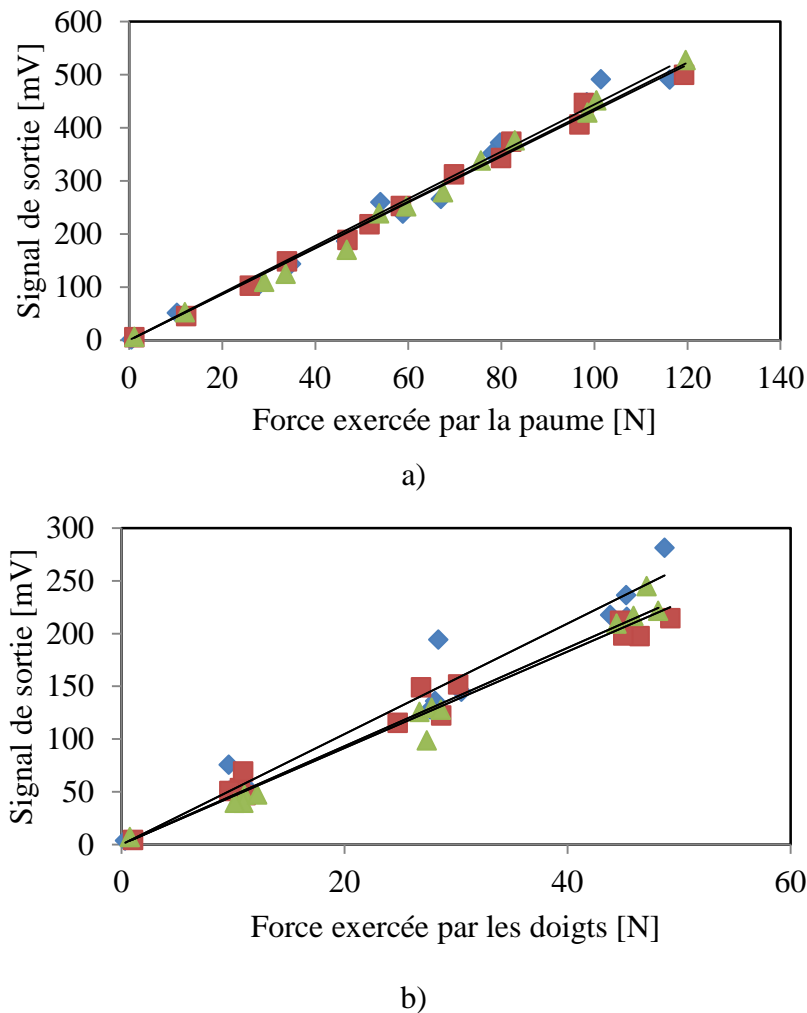 600
500
400
300
200
100
0
Signal de sortie [mV]
0 20 40 60 80 100 120 140
Force exercée par la paume [N]
a)
300
250
200
150
100
50
0
Signal de sortie [mV]
0 20 40 60
Force exercée par les doigts [N]
b)